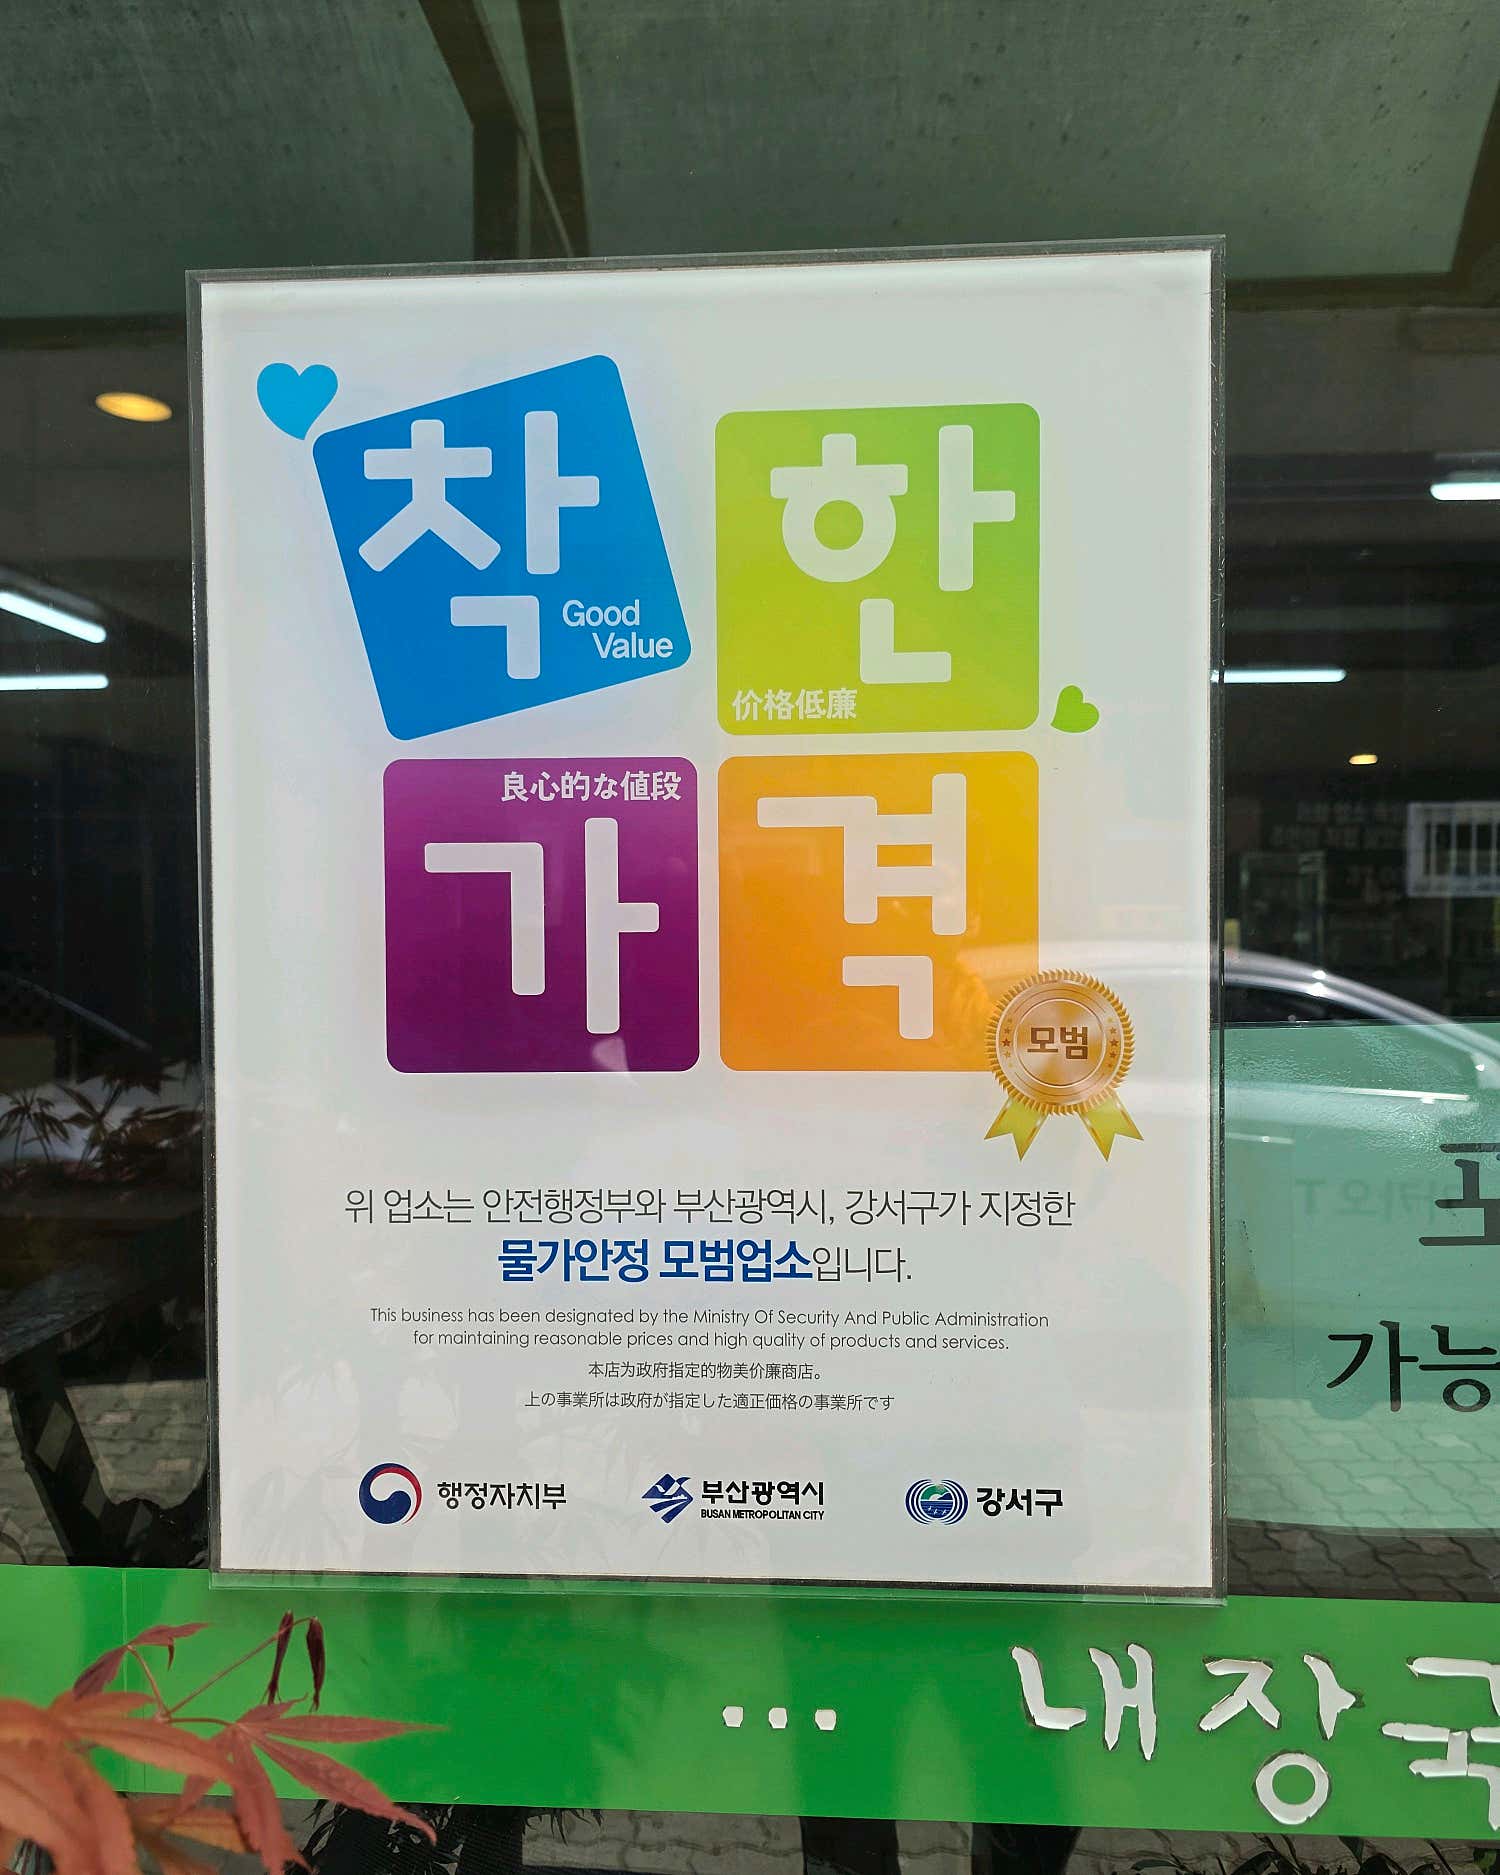 착한
Good
Value
价格低廉
良心的な値段
가격
모범
위 업소는 안전행정부와 부산광역시, 강서구가 지정한
물가안정 모범업소입니다.
This business has been designated by the Ministry Of Security And Public Administration
for maintaining reasonable prices and high quality of products and services.
本店为政府指定的物美价廉商店。
上の事業所は政府が指定した適正価格の事業所です
행정자치부
부산광역시
BUSAN METROPOLITAN CITY
강서구
가능
... 내장